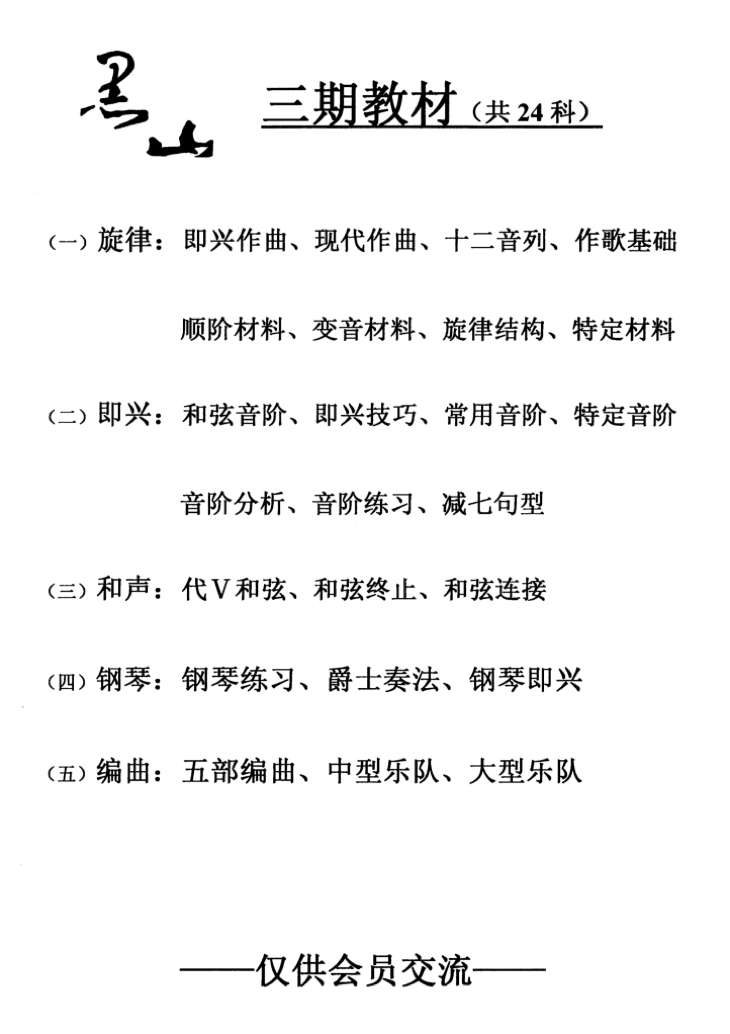 黑山
三期教材（共24科）
（一）旋律：即兴作曲、现代作曲、十二音列、作歌基础
顺阶材料、变音材料、旋律结构、特定材料
（二）即兴：和弦音阶、即兴技巧、常用音阶、特定音阶
音阶分析、音阶练习、减七句型
（三）和声：代Ⅴ和弦、和弦终止、和弦连接
（四）钢琴：钢琴练习、爵士奏法、钢琴即兴
（五）编曲：五部编曲、中型乐队、大型乐队
——仅供会员交流——